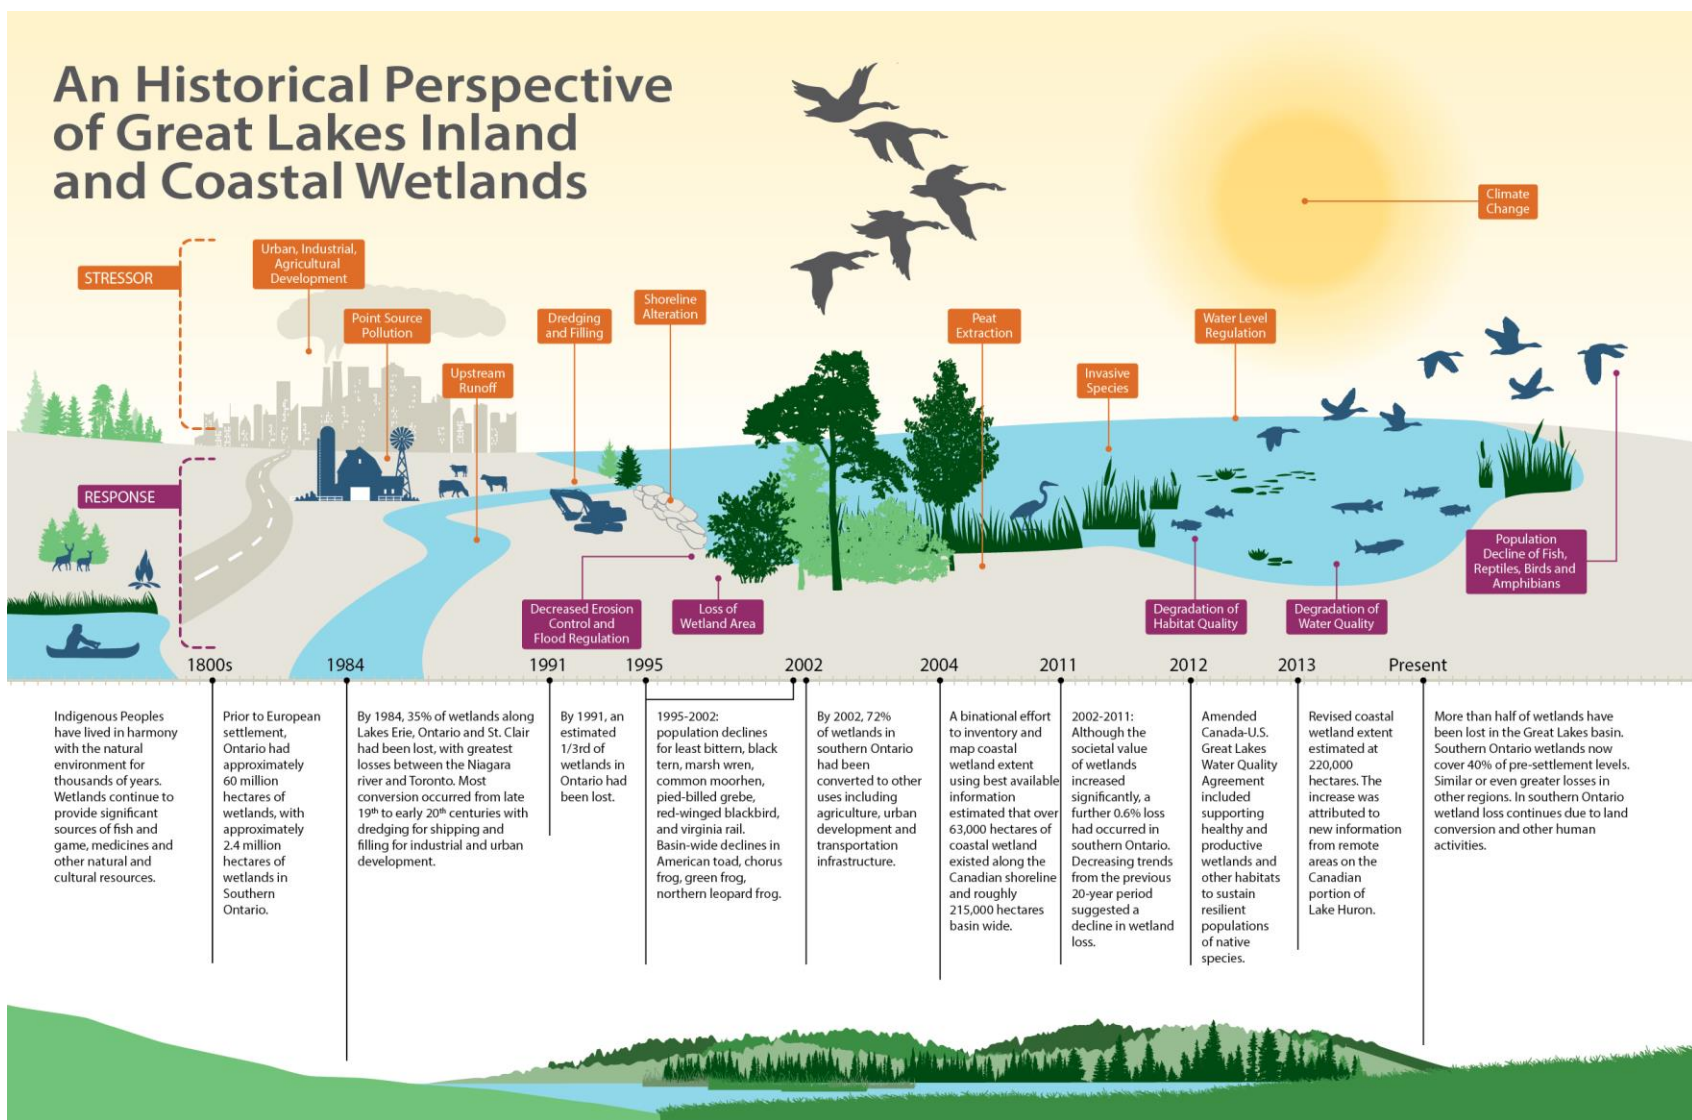 An Historical Perspective
of Great Lakes Inland
and Coastal Wetlands
Climate
Change
STRESSOR
Urban, Industrial,
Agricultural
Development
Point Source
Pollution
Upstream
Runoff
Dredging
and Filling
Shoreline
Alteration
Peat
Extraction
Invasive
Species
Water Level
Regulation
RESPONSE
Decreased Erosion
Control and
Flood Regulation
Loss of
Wetland Area
Degradation of
Habitat Quality
Degradation of
Water Quality
Population
Decline of Fish,
Reptiles, Birds and
Amphibians
1800s
1984
1991
1995
2002
2004
2011
2012
2013
Present
Indigenous Peoples
have lived in harmony
with the natural
environment for
thousands of years.
Wetlands continue to
provide significant
sources of fish and
game, medicines and
other natural and
cultural resources.
Prior to European
settlement,
Ontario had
approximately
60 million
hectares of
wetlands, with
approximately
2.4 million
hectares of
wetlands in
Southern
Ontario.
By 1984, 35% of wetlands along
Lakes Erie, Ontario and St. Clair
had been lost, with greatest
losses between the Niagara
river and Toronto. Most
conversion occurred from late
19th to early 20th centuries with
dredging for shipping and
filling for industrial and urban
development.
By 1991, an
estimated
1/3rd of
wetlands in
Ontario had
been lost.
1995-2002:
population declines
for least bittern, black
tern, marsh wren,
common moorhen,
pied-billed grebe,
red-winged blackbird,
and virginia rail.
Basin-wide declines in
American toad, chorus
frog, green frog,
northern leopard frog.
By 2002, 72%
of wetlands in
southern Ontario
had been
converted to other
uses including
agriculture, urban
development and
transportation
infrastructure.
A binational effort
to inventory and
map coastal
wetland extent
using best available
information
estimated that over
63,000 hectares of
coastal wetland
existed along the
Canadian shoreline
and roughly
215,000 hectares
basin wide.
2002-2011:
Although the
societal value
of wetlands
increased
significantly, a
further 0.6% loss
had occurred in
southern Ontario.
Decreasing trends
from the previous
20-year period
suggested a
decline in wetland
loss.
Amended
Canada-U.S.
Great Lakes
Water Quality
Agreement
included
supporting
healthy and
productive
wetlands and
other habitats
to sustain
resilient
populations
of native
species.
Revised coastal
wetland extent
estimated at
220,000
hectares. The
increase was
attributed to
new information
from remote
areas on the
Canadian
portion of
Lake Huron.
More than half of wetlands have
been lost in the Great Lakes basin.
Southern Ontario wetlands now
cover 40% of pre-settlement levels.
Similar or even greater losses in
other regions. In southern Ontario
wetland loss continues due to land
conversion and other human
activities.